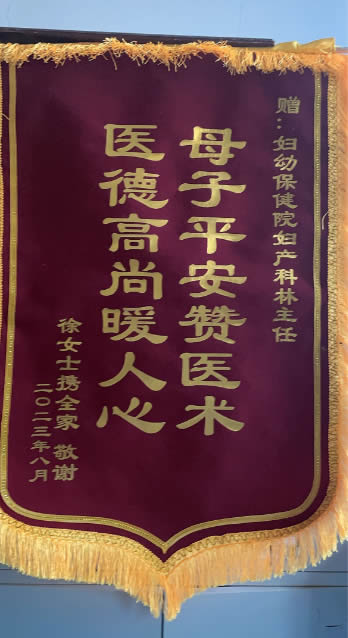 赠:妇幼保健院妇产科林主任
母子平安赞医术
医德高尚暖人心
徐女士携全家 敬谢
二〇二三年八月